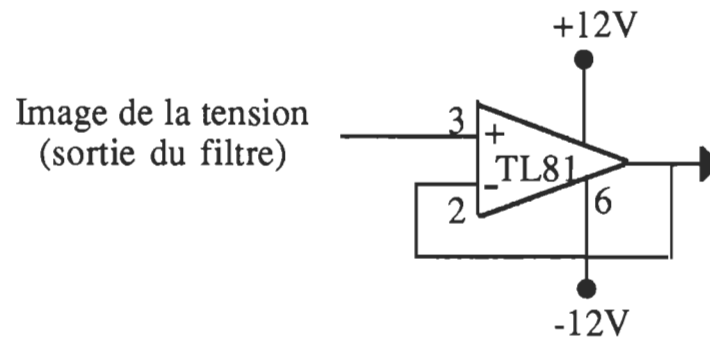 +12V
Image de la tension
(sortie du filtre)
3
+
TL81
-
2
6
-12V